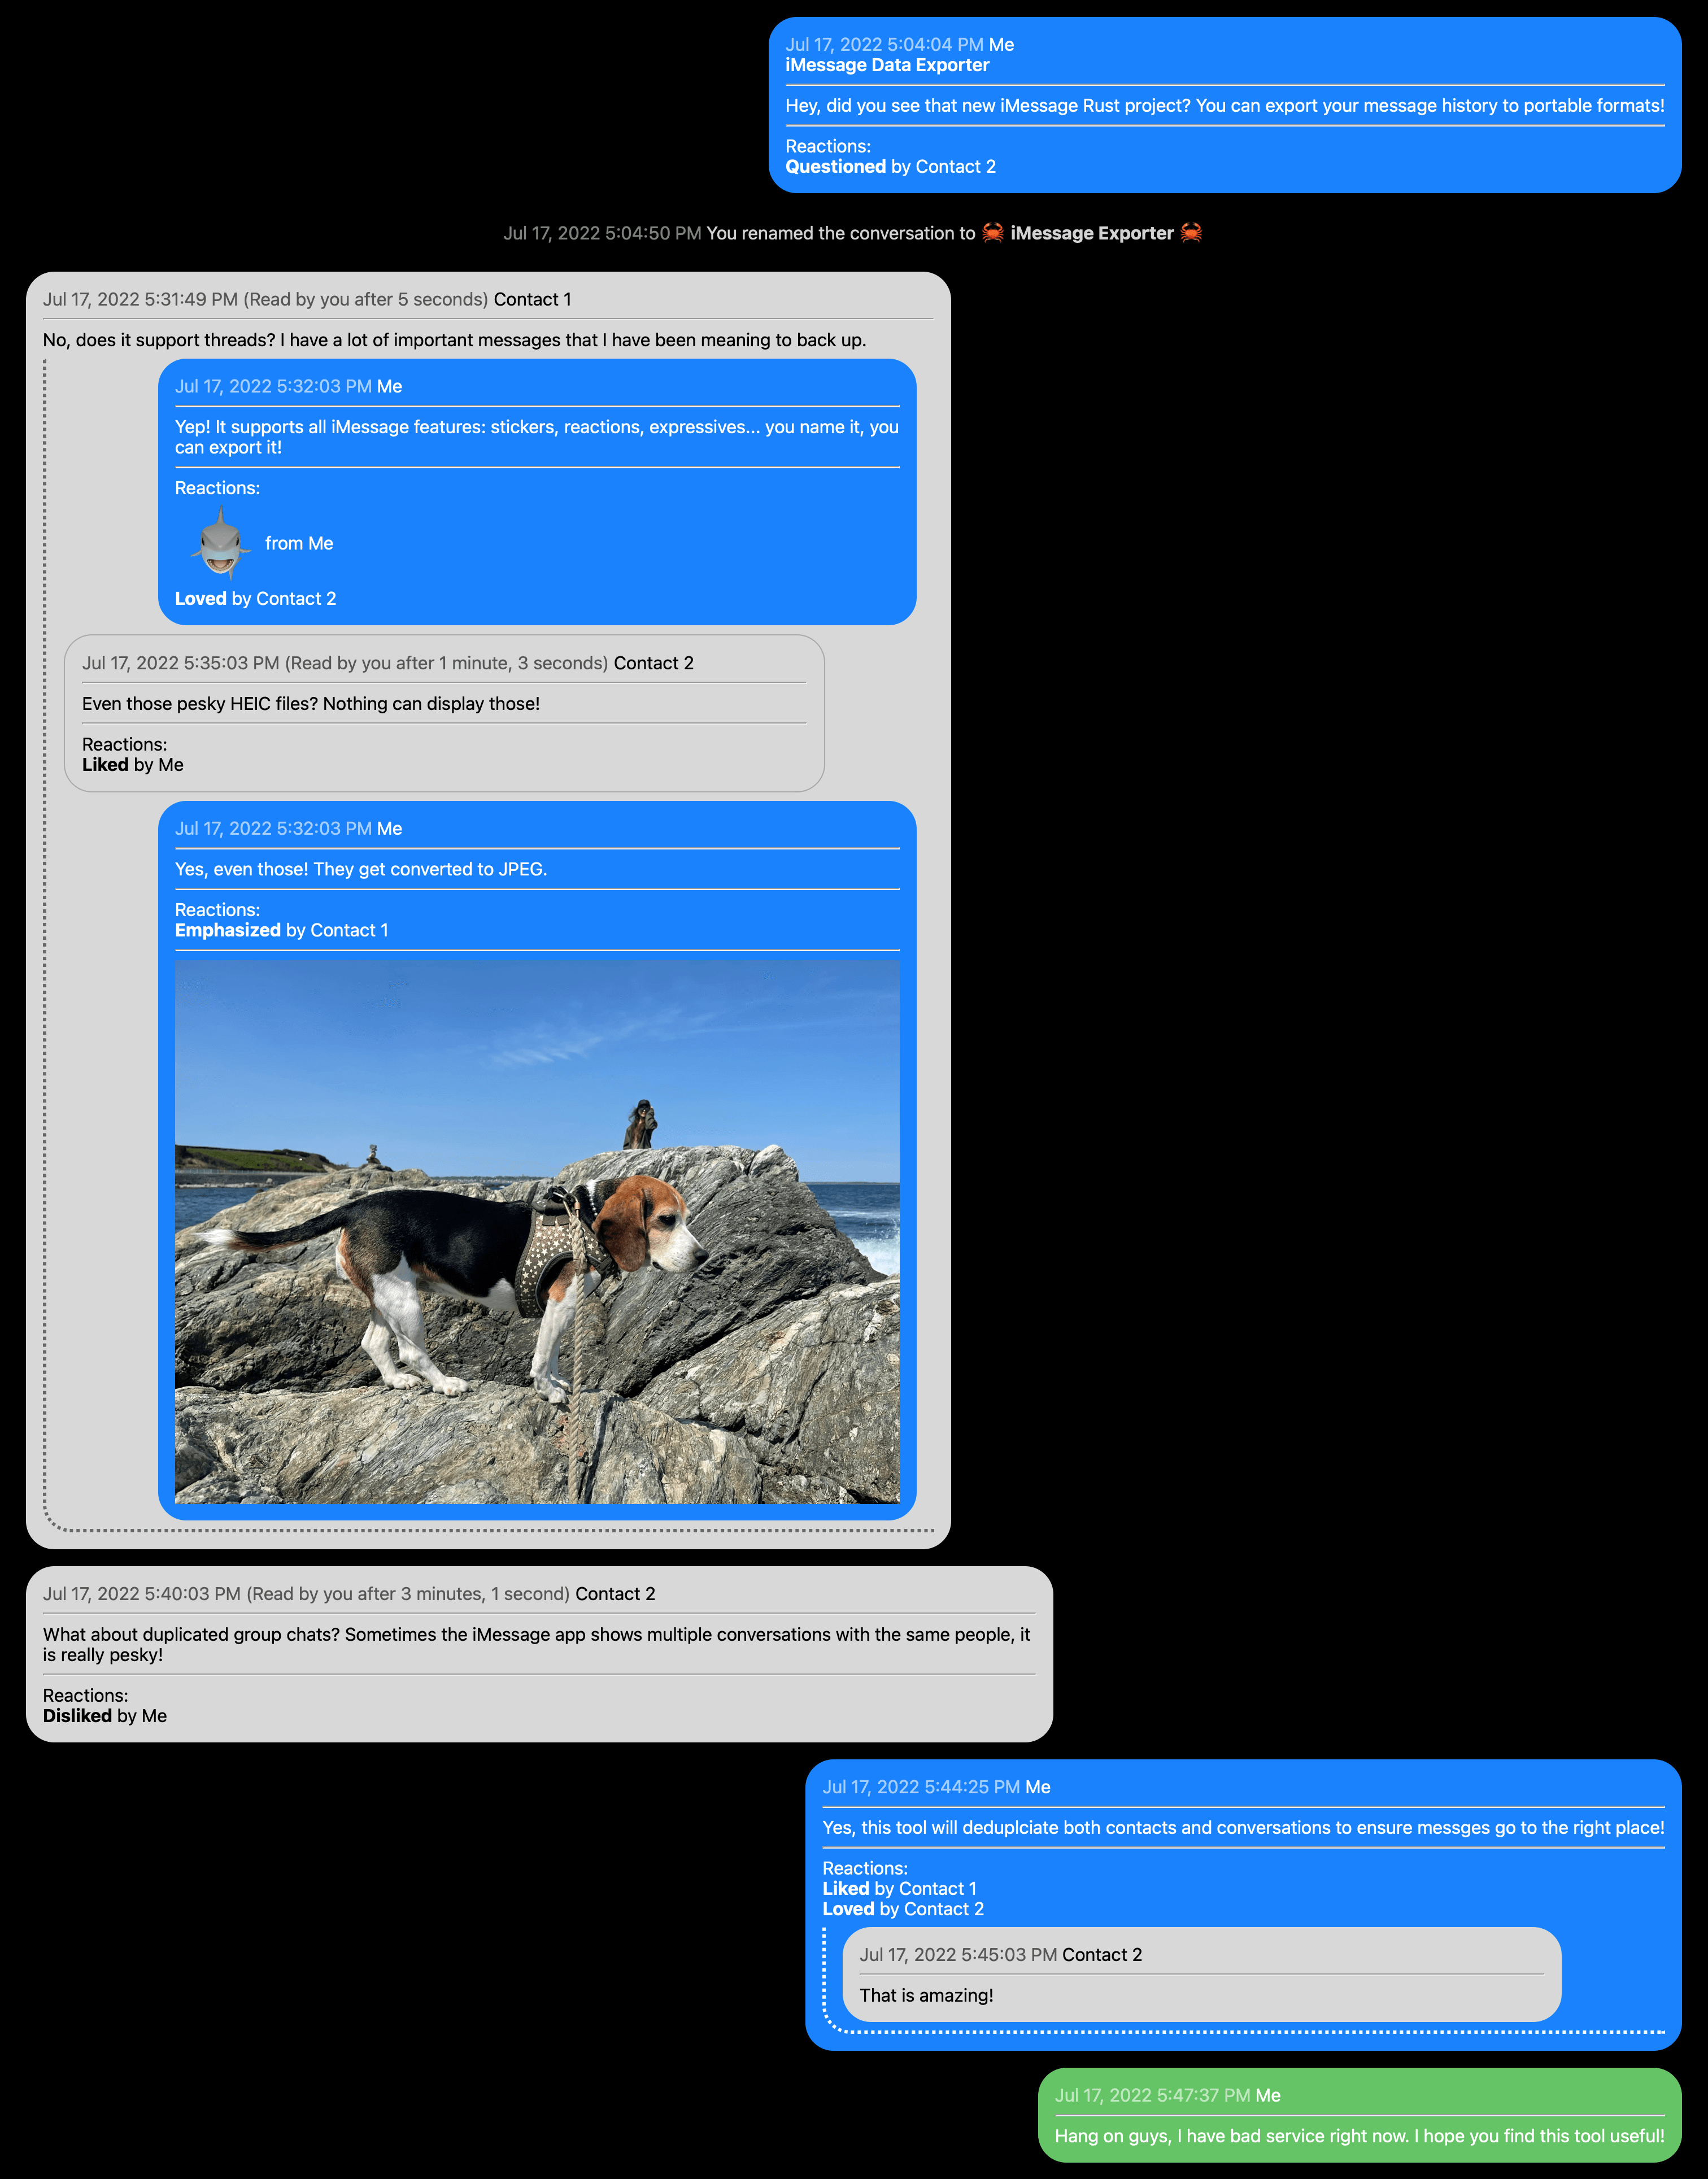 Jul 17, 2022 5:04:04 PM Me
iMessage Data Exporter
Hey, did you see that new iMessage Rust project? You can export your message history to portable formats!
Reactions:
Questioned by Contact 2
Jul 17, 2022 5:04:50 PM You renamed the conversation to 🦀 iMessage Exporter 🦀
Jul 17, 2022 5:31:49 PM (Read by you after 5 seconds) Contact 1
No, does it support threads? I have a lot of important messages that I have been meaning to back up.
Jul 17, 2022 5:32:03 PM Me
Yep! It supports all iMessage features: stickers, reactions, expressives... you name it, you
can export it!
Reactions:
from Me
Loved by Contact 2
Jul 17, 2022 5:35:03 PM (Read by you after 1 minute, 3 seconds) Contact 2
Even those pesky HEIC files? Nothing can display those!
Reactions:
Liked by Me
Jul 17, 2022 5:32:03 PM Me
Yes, even those! They get converted to JPEG.
Reactions:
Emphasized by Contact 1
Jul 17, 2022 5:40:03 PM (Read by you after 3 minutes, 1 second) Contact 2
What about duplicated group chats? Sometimes the iMessage app shows multiple conversations with the same people, it
is really pesky!
Reactions:
Disliked by Me
Jul 17, 2022 5:44:25 PM Me
Yes, this tool will deduplciate both contacts and conversations to ensure messges go to the right place!
Reactions:
Liked by Contact 1
Loved by Contact 2
Jul 17, 2022 5:45:03 PM Contact 2
That is amazing!
Jul 17, 2022 5:47:37 PM Me
Hang on guys, I have bad service right now. I hope you find this tool useful!